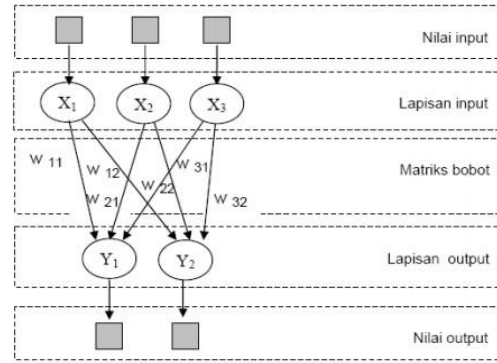 Nilai input
X1 X2 X3
Lapisan input
W 11 W 12 W 21 W 22 W 31 W 32
Matriks bobot
Y1 Y2
Lapisan output
Nilai output